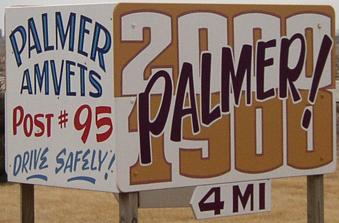 PALMER
AMVETS
POST # 95
DRIVE SAFELY!
PALMER!
4 MI